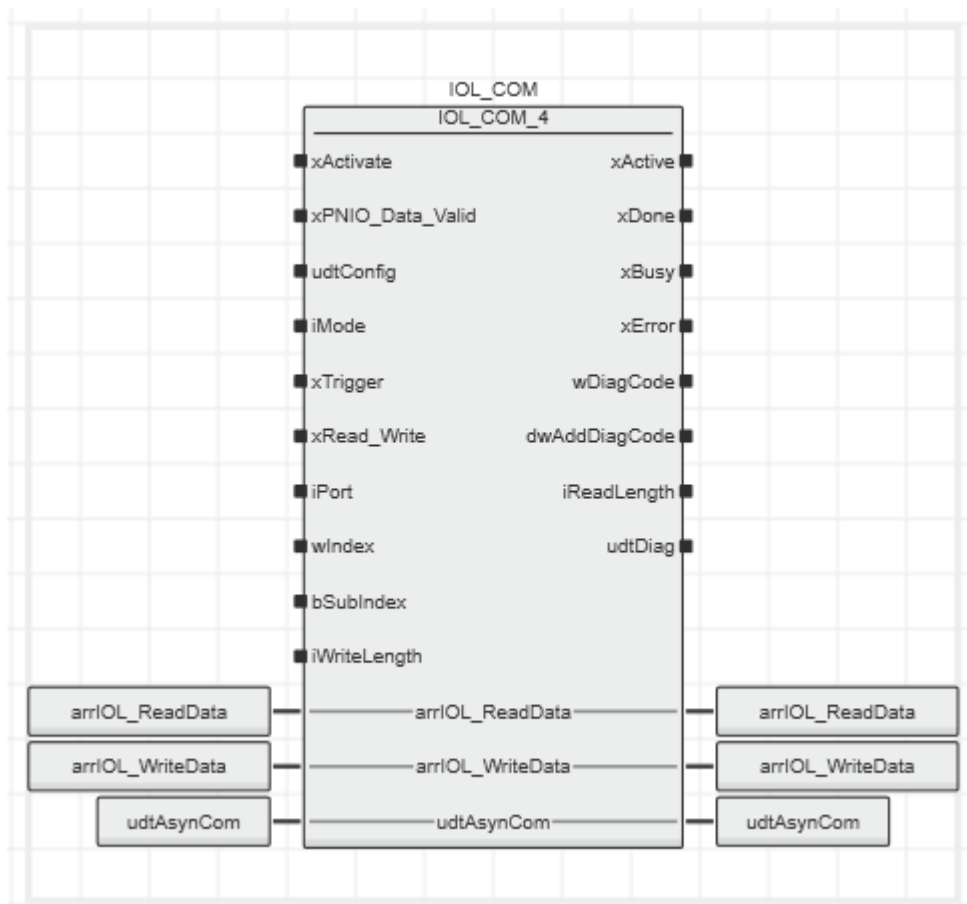 IOL_COM
IOL_COM_4
xActivate xActive
xPNIO_Data_Valid xDone
udtConfig xBusy
iMode xError
xTrigger wDiagCode
xRead_Write dwAddDiagCode
iPort iReadLength
wIndex udtDiag
bSubIndex
iWriteLength
arrIOL_ReadData arrIOL_ReadData arrIOL_ReadData
arrIOL_WriteData arrIOL_WriteData arrIOL_WriteData
udtAsynCom udtAsynCom udtAsynCom